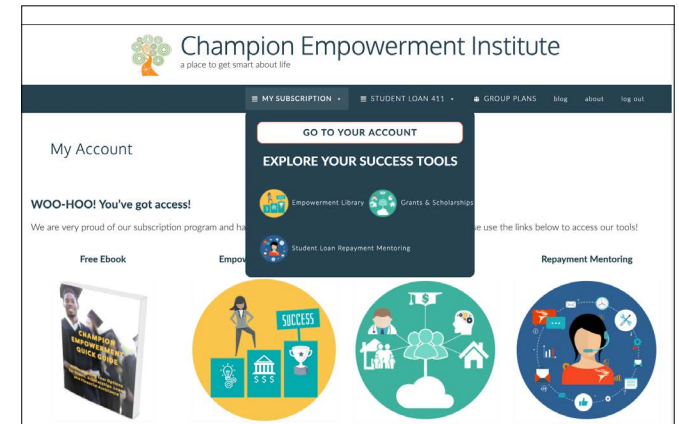 Champion Empowerment Institute
a place to get smart about life
MY SUBSCRIPTION STUDENT LOAN 411 GROUP PLANS blog about log out
GO TO YOUR ACCOUNT
EXPLORE YOUR SUCCESS TOOLS
Empowerment Library Grants & Scholarships
Student Loan Repayment Mentoring
My Account
WOO-HOO! You've got access!
We are very proud of our subscription program and ha se use the links below to access our tools!
Free Ebook Empov Repayment Mentoring
CHAMPION
EMPOWERMENT
QUICK GUIDE
SUCCESS
$$$
$